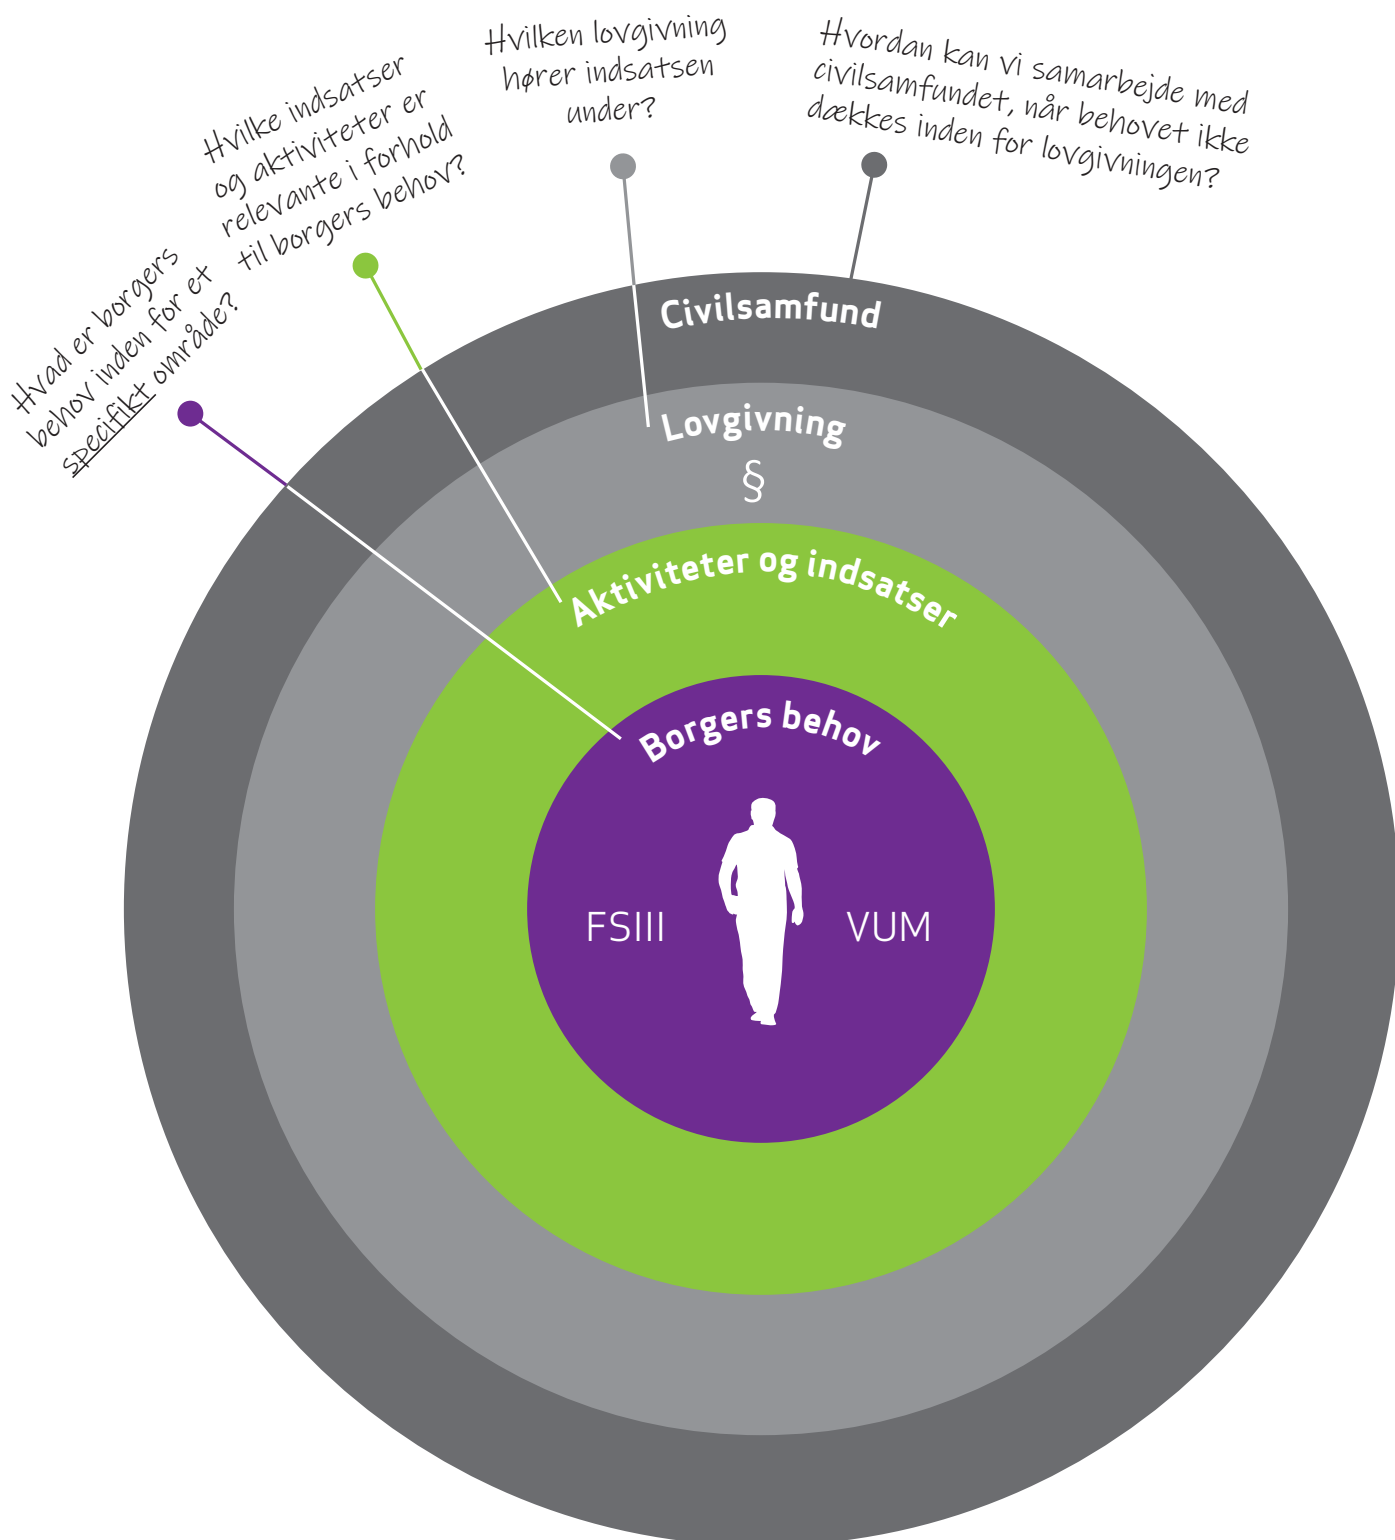 Hvad er borgers
behov inden for et
specifikt område?
Hvilke indsatser
og aktiviteter er
relevante i forhold
til borgers behov?
Hvilken lovgivning
hører indsatsen
under?
Hvordan kan vi samarbejde med
civilsamfundet, når behovet ikke
dækkes inden for lovgivningen?
Civilsamfund
Lovgivning
§
Aktiviteter og indsatser
Borgers behov
FSIII VUM